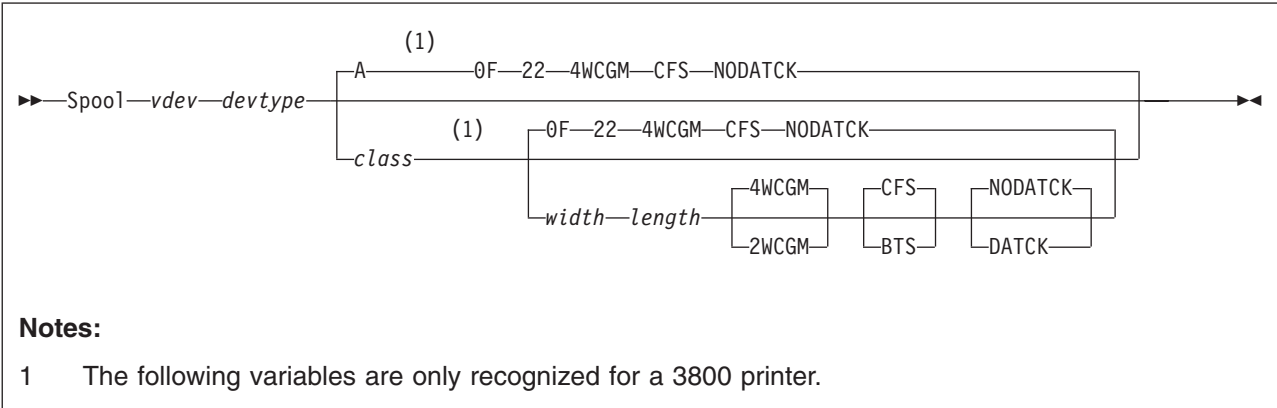 (1)
A 0F 22 4WCGM CFS NODATCK
Spool vdev devtype
(1) 0F 22 4WCGM CFS NODATCK
class
4WCGM CFS NODATCK
width length
2WCGM BTS DATCK
Notes:
1 The following variables are only recognized for a 3800 printer.